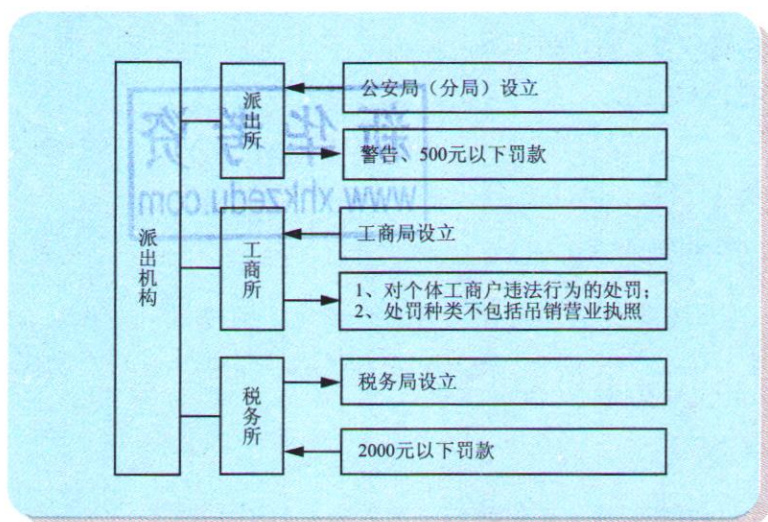 派出机构
派出所
公安局（分局）设立
警告、500元以下罚款
工商所
工商局设立
1、对个体工商户违法行为的处罚；
2、处罚种类不包括吊销营业执照
税务所
税务局设立
2000元以下罚款
新华考资
www.xhkzedu.com